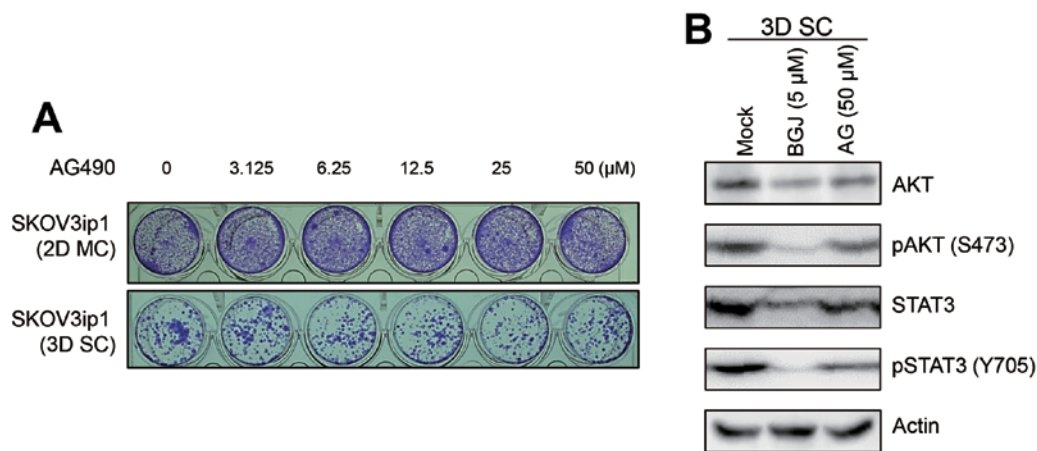 A
AG490 0 3.125 6.25 12.5 25 50 (μM)
SKOV3ip1
(2D MC)
SKOV3ip1
(3D SC)
B
3D SC
Mock
BGJ (5 μM)
AG (50 μM)
AKT
pAKT (S473)
STAT3
pSTAT3 (Y705)
Actin